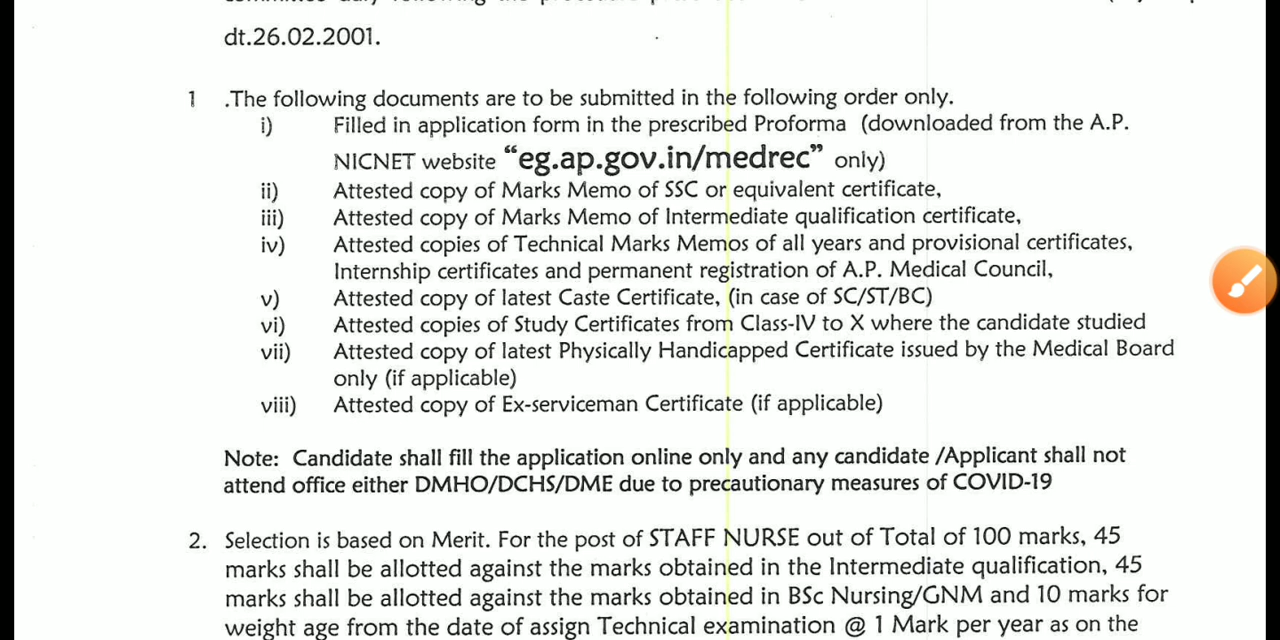 dt.26.02.2001.
1 .The following documents are to be submitted in the following order only.
i) Filled in application form in the prescribed Proforma (downloaded from the A.P.
NICNET website “eg.ap.gov.in/medrec” only)
ii) Attested copy of Marks Memo of SSC or equivalent certificate,
iii) Attested copy of Marks Memo of Intermediate qualification certificate,
iv) Attested copies of Technical Marks Memos of all years and provisional certificates,
Internship certificates and permanent registration of A.P. Medical Council,
v) Attested copy of latest Caste Certificate, (in case of SC/ST/BC)
vi) Attested copies of Study Certificates from Class-IV to X where the candidate studied
vii) Attested copy of latest Physically Handicapped Certificate issued by the Medical Board
only (if applicable)
viii) Attested copy of Ex-serviceman Certificate (if applicable)
Note: Candidate shall fill the application online only and any candidate /Applicant shall not
attend office either DMHO/DCHS/DME due to precautionary measures of COVID-19
2. Selection is based on Merit. For the post of STAFF NURSE out of Total of 100 marks, 45
marks shall be allotted against the marks obtained in the Intermediate qualification, 45
marks shall be allotted against the marks obtained in BSc Nursing/GNM and 10 marks for
weight age from the date of assign Technical examination @ 1 Mark per year as on the